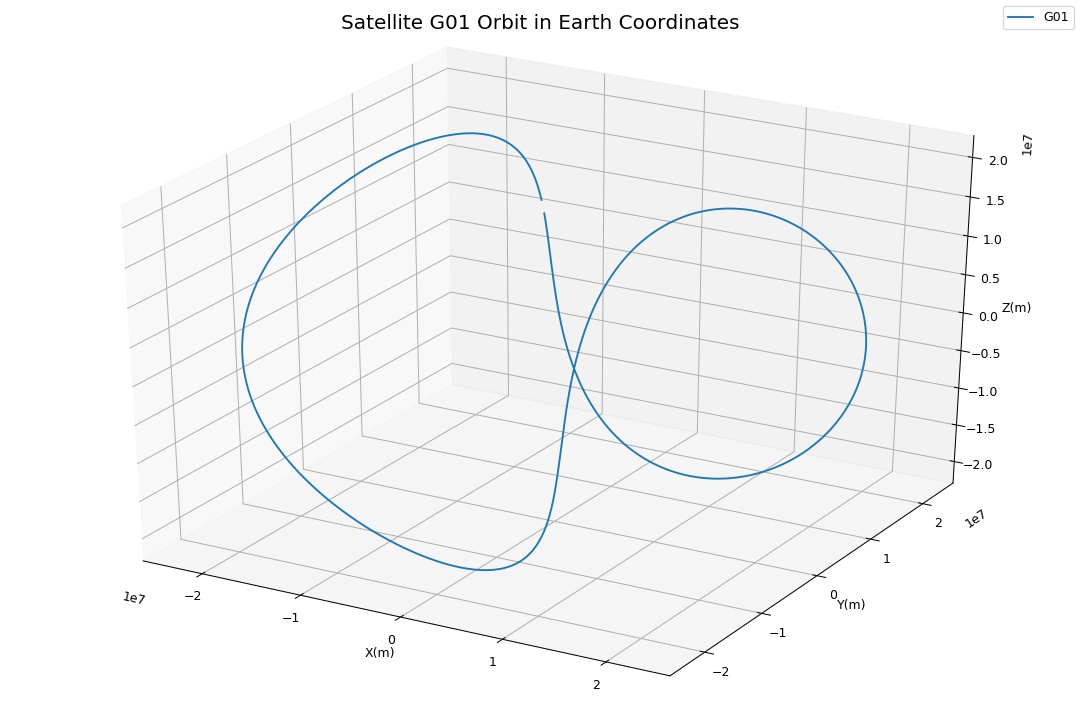 Satellite G01 Orbit in Earth Coordinates
G01
1e7
2.0
1.5
1.0
0.5
0.0
Z(m)
−0.5
−1.0
−1.5
−2.0
1e7
2
1
0
Y(m)
−1
−2
1e7
−2
−1
0
X(m)
1
2